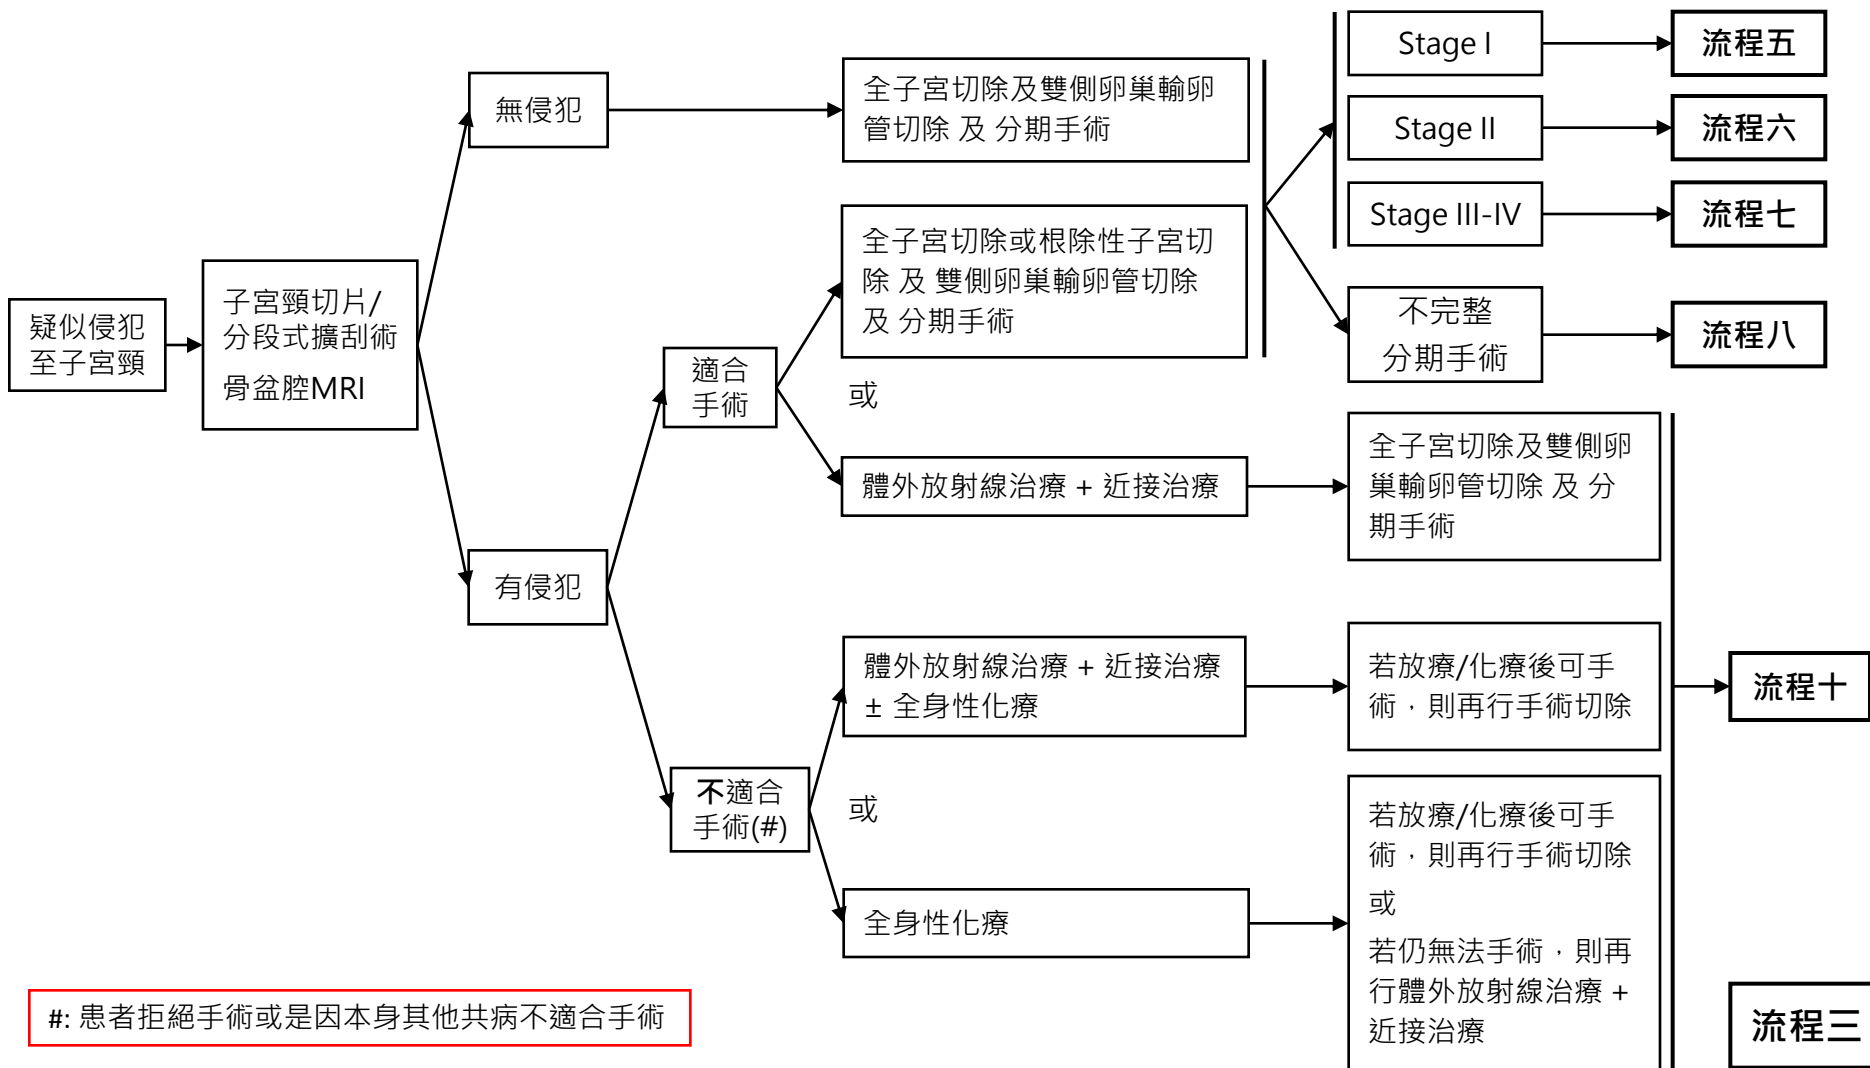 疑似侵犯
至子宮頸
子宮頸切片/
分段式擴刮術
骨盆腔MRI
無侵犯
有侵犯
適合
手術
不適合
手術(#)
全子宮切除及雙側卵巢輸卵
管切除 及 分期手術
全子宮切除或根除性子宮切
除 及 雙側卵巢輸卵管切除
及 分期手術
或
體外放射線治療 + 近接治療
體外放射線治療 + 近接治療
± 全身性化療
或
全身性化療
Stage I
Stage II
Stage III-IV
不完整
分期手術
全子宮切除及雙側卵
巢輸卵管切除 及 分
期手術
若放療/化療後可手
術，則再行手術切除
若放療/化療後可手
術，則再行手術切除
或
若仍無法手術，則再
行體外放射線治療 +
近接治療
流程五
流程六
流程七
流程八
流程十
流程三
#: 患者拒絕手術或是因本身其他共病不適合手術